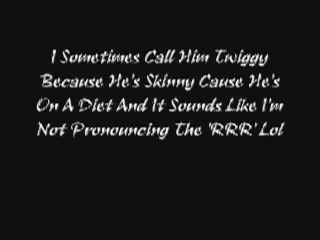 I Sometimes Call Him Twiggy
Because He's Skinny Cause He's
On A Diet And It Sounds Like I'm
Not Pronouncing The 'RRR' Lol